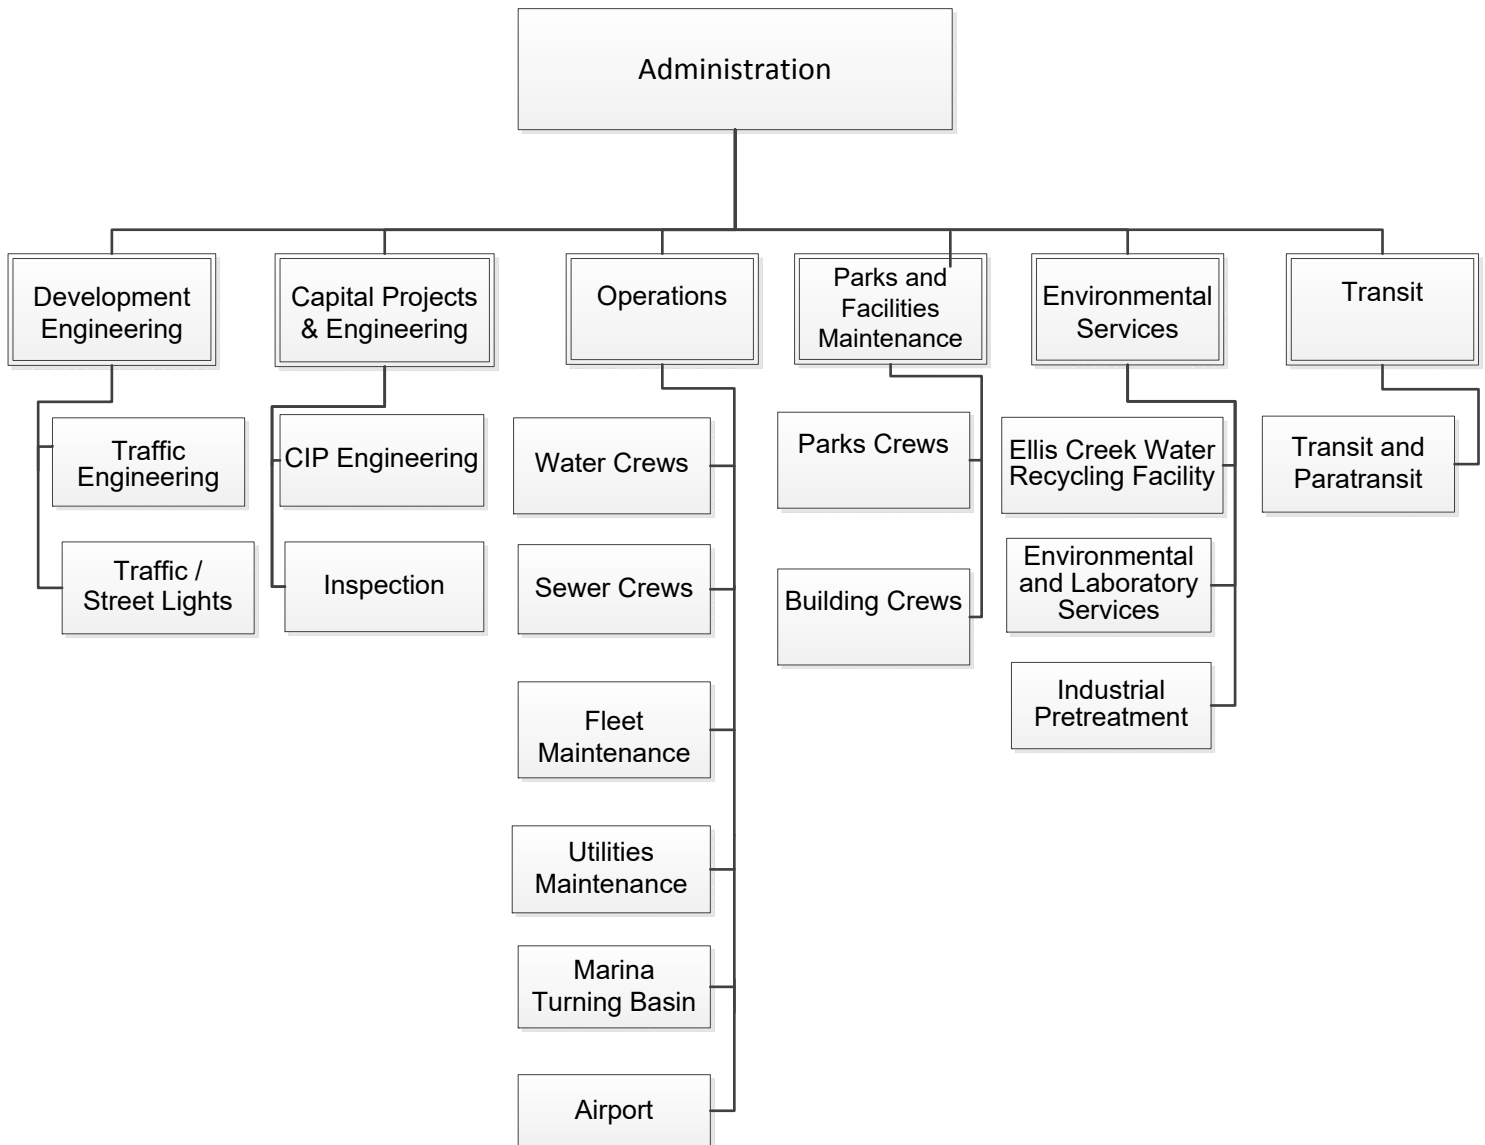 Administration
Development
Engineering
Capital Projects
& Engineering
Operations
Parks and
Facilities
Maintenance
Environmental
Services
Transit
Traffic
Engineering
Traffic /
Street Lights
CIP Engineering
Inspection
Water Crews
Sewer Crews
Fleet
Maintenance
Utilities
Maintenance
Marina
Turning Basin
Airport
Parks Crews
Building Crews
Ellis Creek Water
Recycling Facility
Environmental
and Laboratory
Services
Industrial
Pretreatment
Transit and
Paratransit